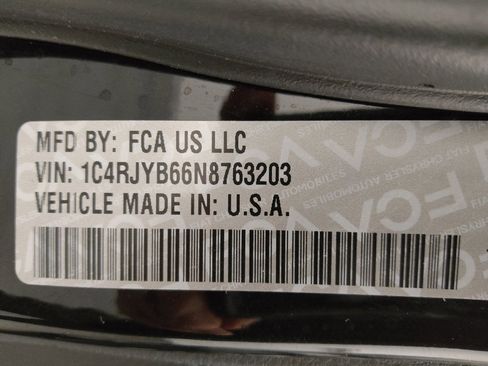 MFD BY: FCA US LLC
VIN: 1C4RJYB66N8763203
VEHICLE MADE IN: U.S.A.